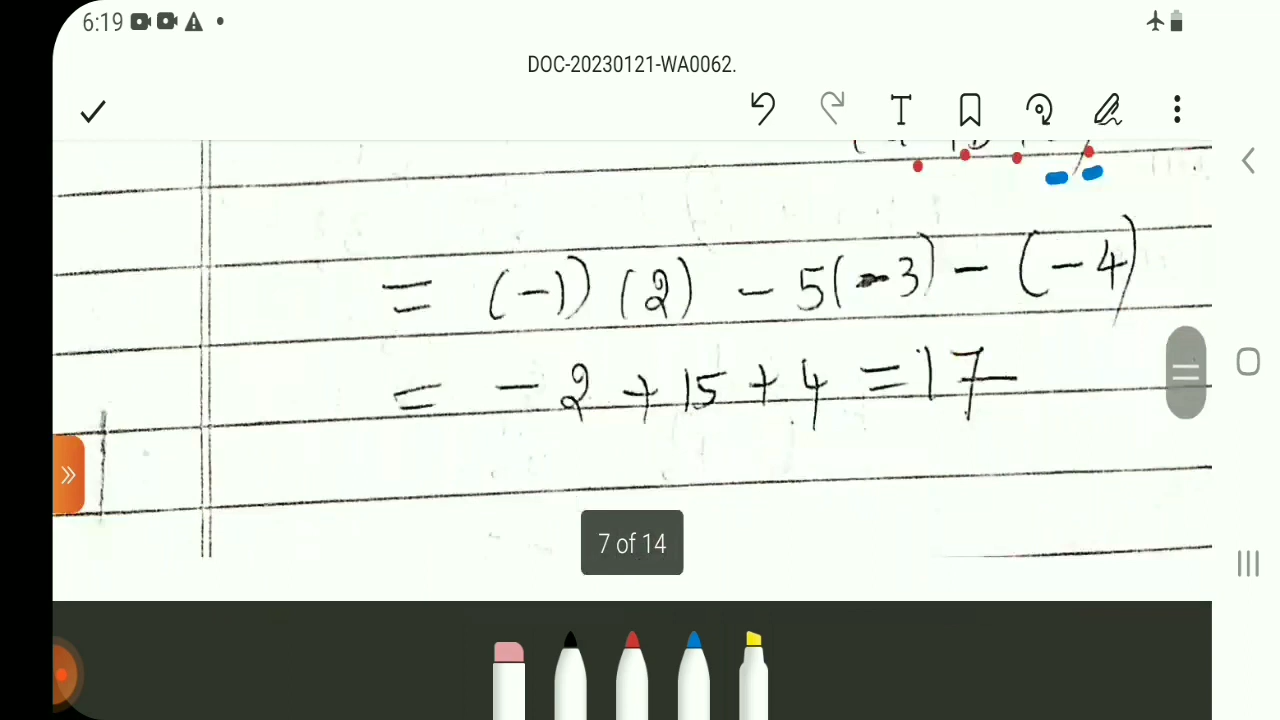 6:19
DOC-20230121-WA0062.
T
= (-1) (2) - 5(-3) - (-4)
= -2 + 15 + 4 = 17
7 of 14